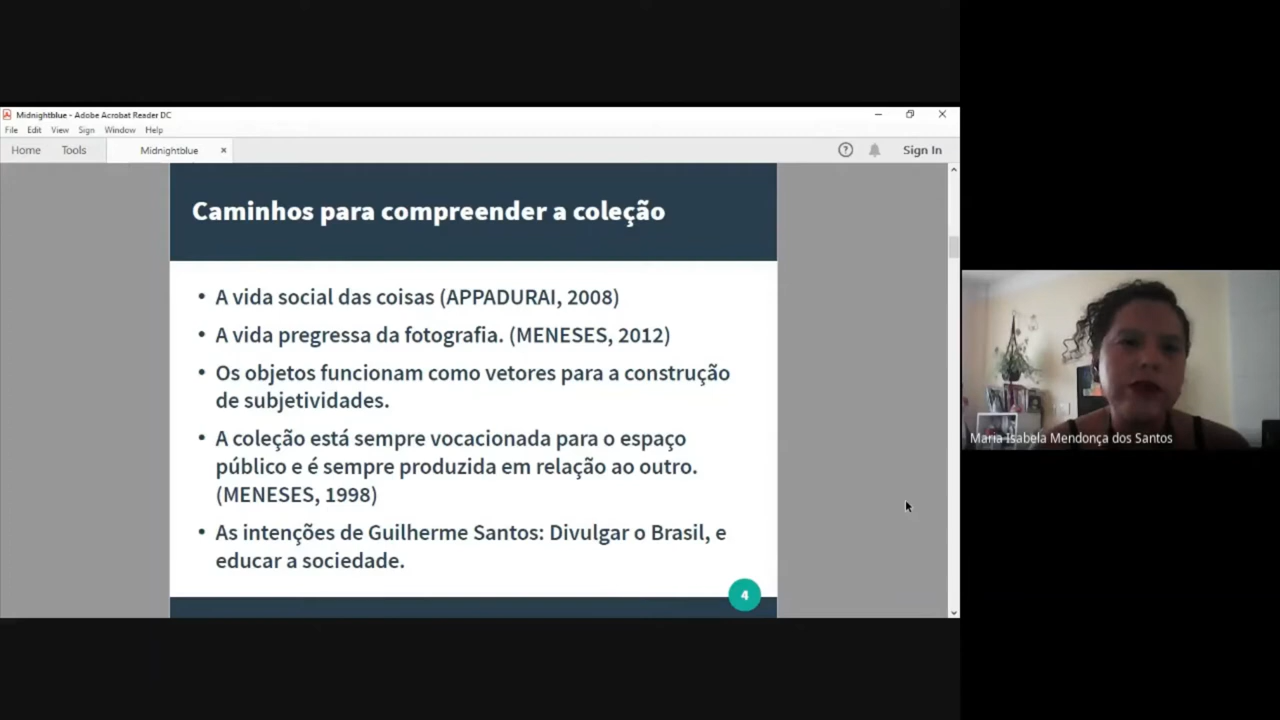 Midnightblue - Adobe Acrobat Reader DC
File Edit View Sign Window Help
Home Tools Midnightblue × ? Sign In
Caminhos para compreender a coleção
• A vida social das coisas (APPADURAI, 2008)
• A vida pregressa da fotografia. (MENESES, 2012)
• Os objetos funcionam como vetores para a construção
de subjetividades.
• A coleção está sempre vocacionada para o espaço
público e é sempre produzida em relação ao outro.
(MENESES, 1998)
• As intenções de Guilherme Santos: Divulgar o Brasil, e
educar a sociedade.
4
Maria Isabela Mendonça dos Santos